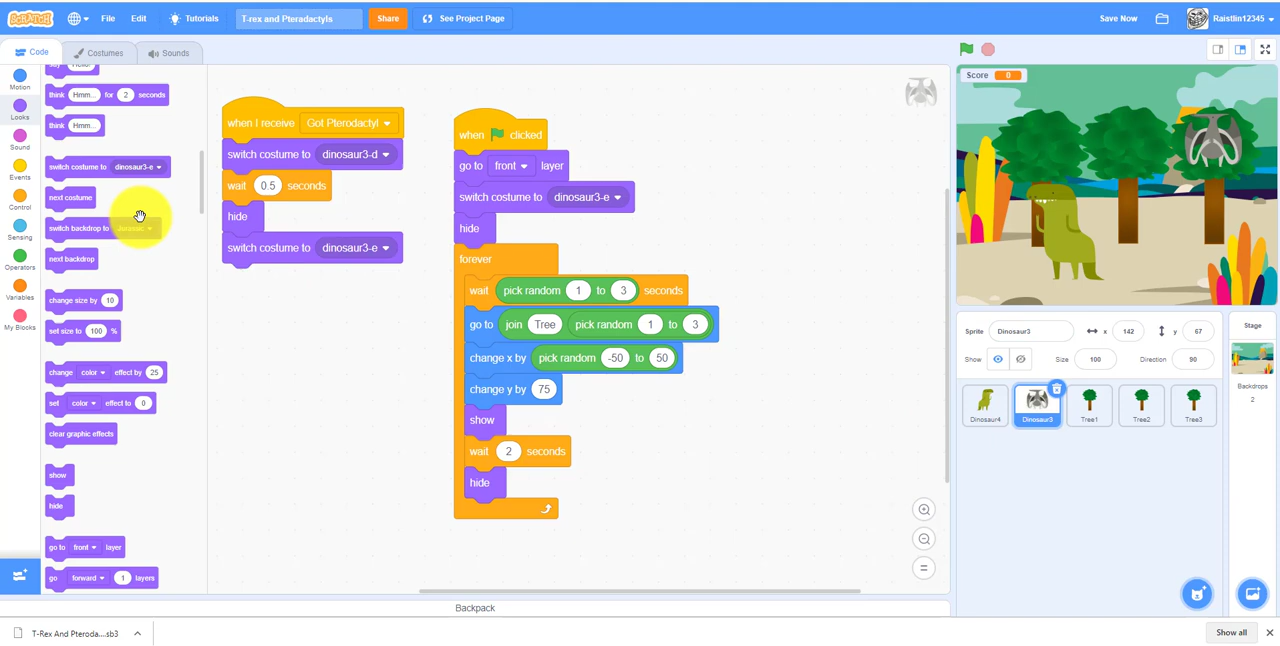 SCRATCH File Edit Tutorials T-rex and Pteradactyls Share See Project Page Save Now Raistlin12345
Code Costumes Sounds
Motion
Looks
Sound
Events
Control
Sensing
Operators
Variables
My Blocks
think Hmm... for 2 seconds
think Hmm...
switch costume to dinosaur3-e
next costume
switch backdrop to Jurassic
next backdrop
change size by 10
set size to 100 %
change color effect by 25
set color effect to 0
clear graphic effects
show
hide
go to front layer
go forward 1 layers
when I receive Got Pterodactyl
switch costume to dinosaur3-d
wait 0.5 seconds
hide
switch costume to dinosaur3-e
when clicked
go to front layer
switch costume to dinosaur3-e
hide
forever
wait pick random 1 to 3 seconds
go to join Tree pick random 1 to 3
change x by pick random -50 to 50
change y by 75
show
wait 2 seconds
hide
Score 0
Sprite Dinosaur3 x 142 y 67
Show Size 100 Direction 90
Dinosaur4 Dinosaur3 Tree1 Tree2 Tree3
Stage
Backdrops
2
Backpack
T-Rex And Pteroda....sb3
Show all